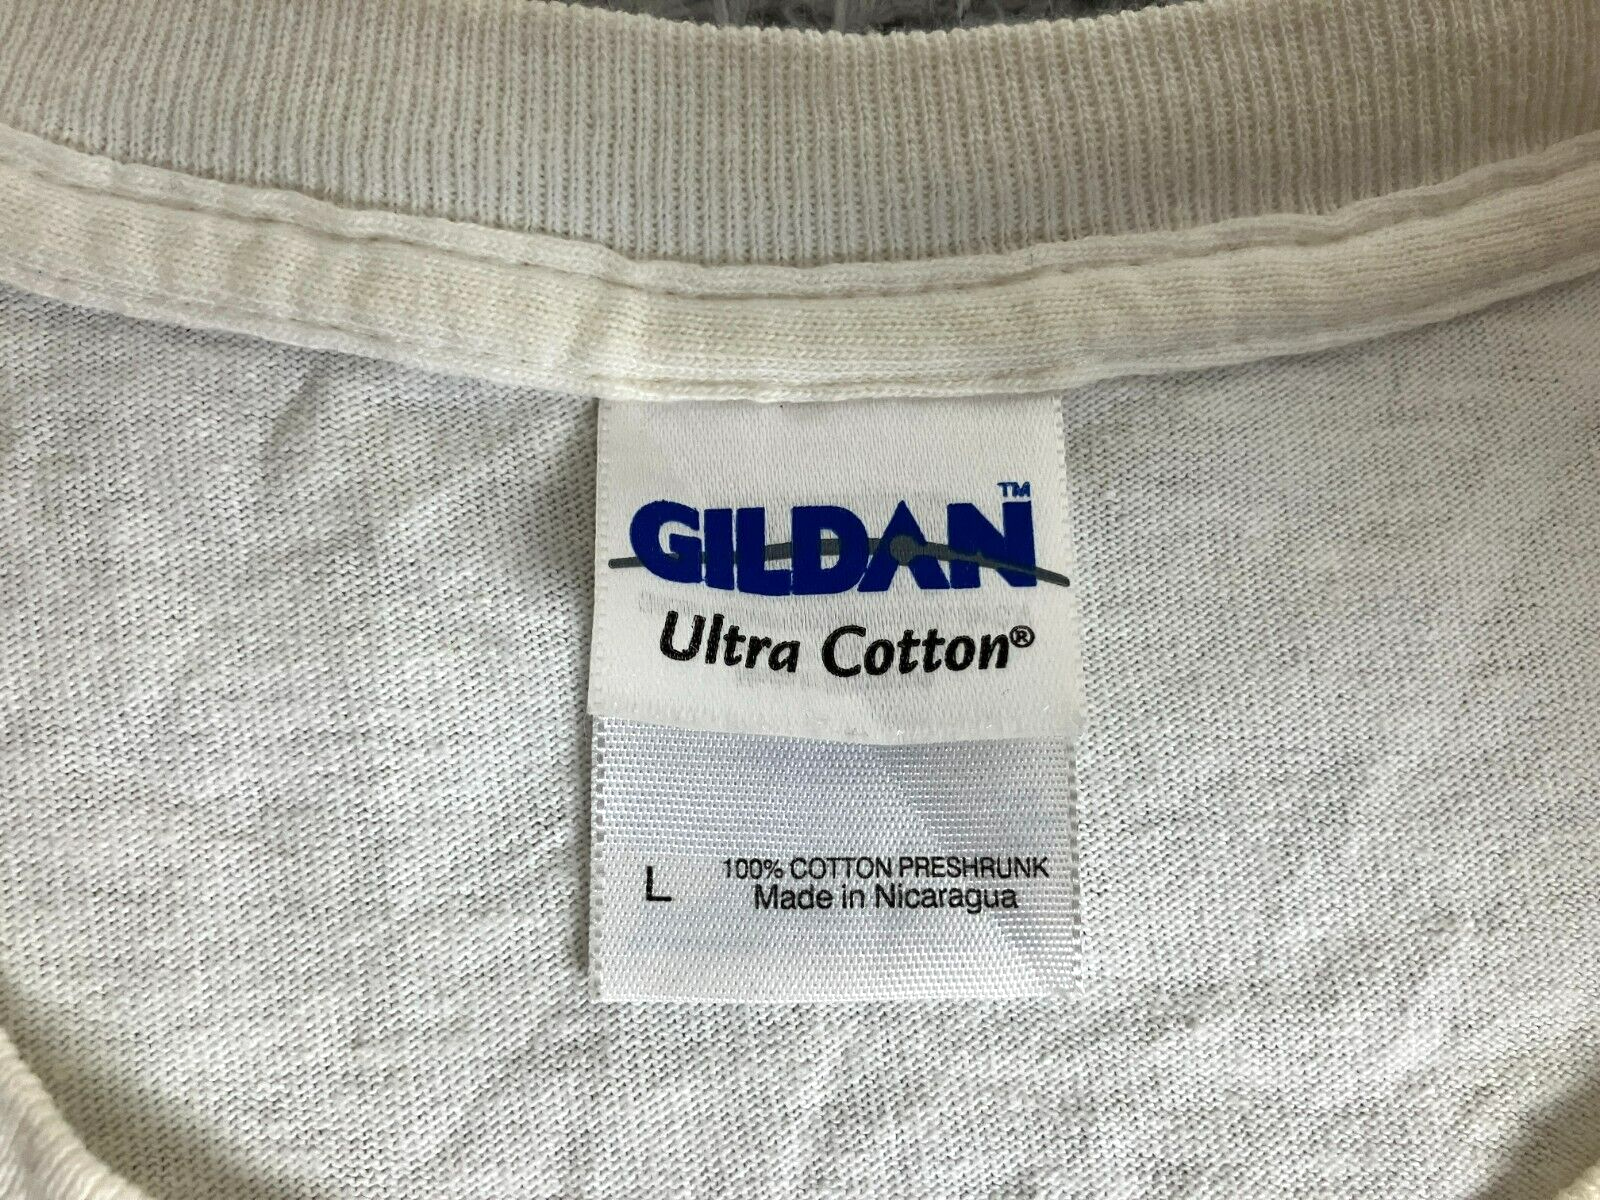 GILDAN™
Ultra Cotton®
L 100% COTTON PRESHRUNK
Made in Nicaragua